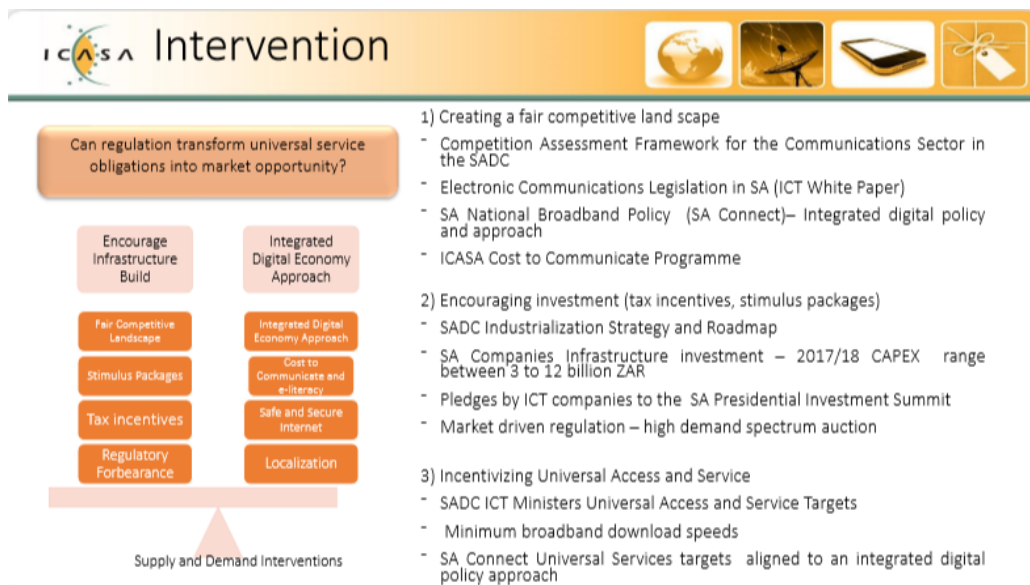 ICASA Intervention
Can regulation transform universal service
obligations into market opportunity?
Encourage
Infrastructure
Build
Integrated
Digital Economy
Approach
Fair Competitive
Landscape
Integrated Digital
Economy Approach
Stimulus Packages
Cost to
Communicate and
e-literacy
Tax incentives
Safe and Secure
Internet
Regulatory
Forbearance
Localization
Supply and Demand Interventions
1) Creating a fair competitive land scape
- Competition Assessment Framework for the Communications Sector in
the SADC
- Electronic Communications Legislation in SA (ICT White Paper)
- SA National Broadband Policy (SA Connect)– Integrated digital policy
and approach
- ICASA Cost to Communicate Programme
2) Encouraging investment (tax incentives, stimulus packages)
- SADC Industrialization Strategy and Roadmap
- SA Companies Infrastructure investment – 2017/18 CAPEX range
between 3 to 12 billion ZAR
- Pledges by ICT companies to the SA Presidential Investment Summit
- Market driven regulation – high demand spectrum auction
3) Incentivizing Universal Access and Service
- SADC ICT Ministers Universal Access and Service Targets
- Minimum broadband download speeds
- SA Connect Universal Services targets aligned to an integrated digital
policy approach